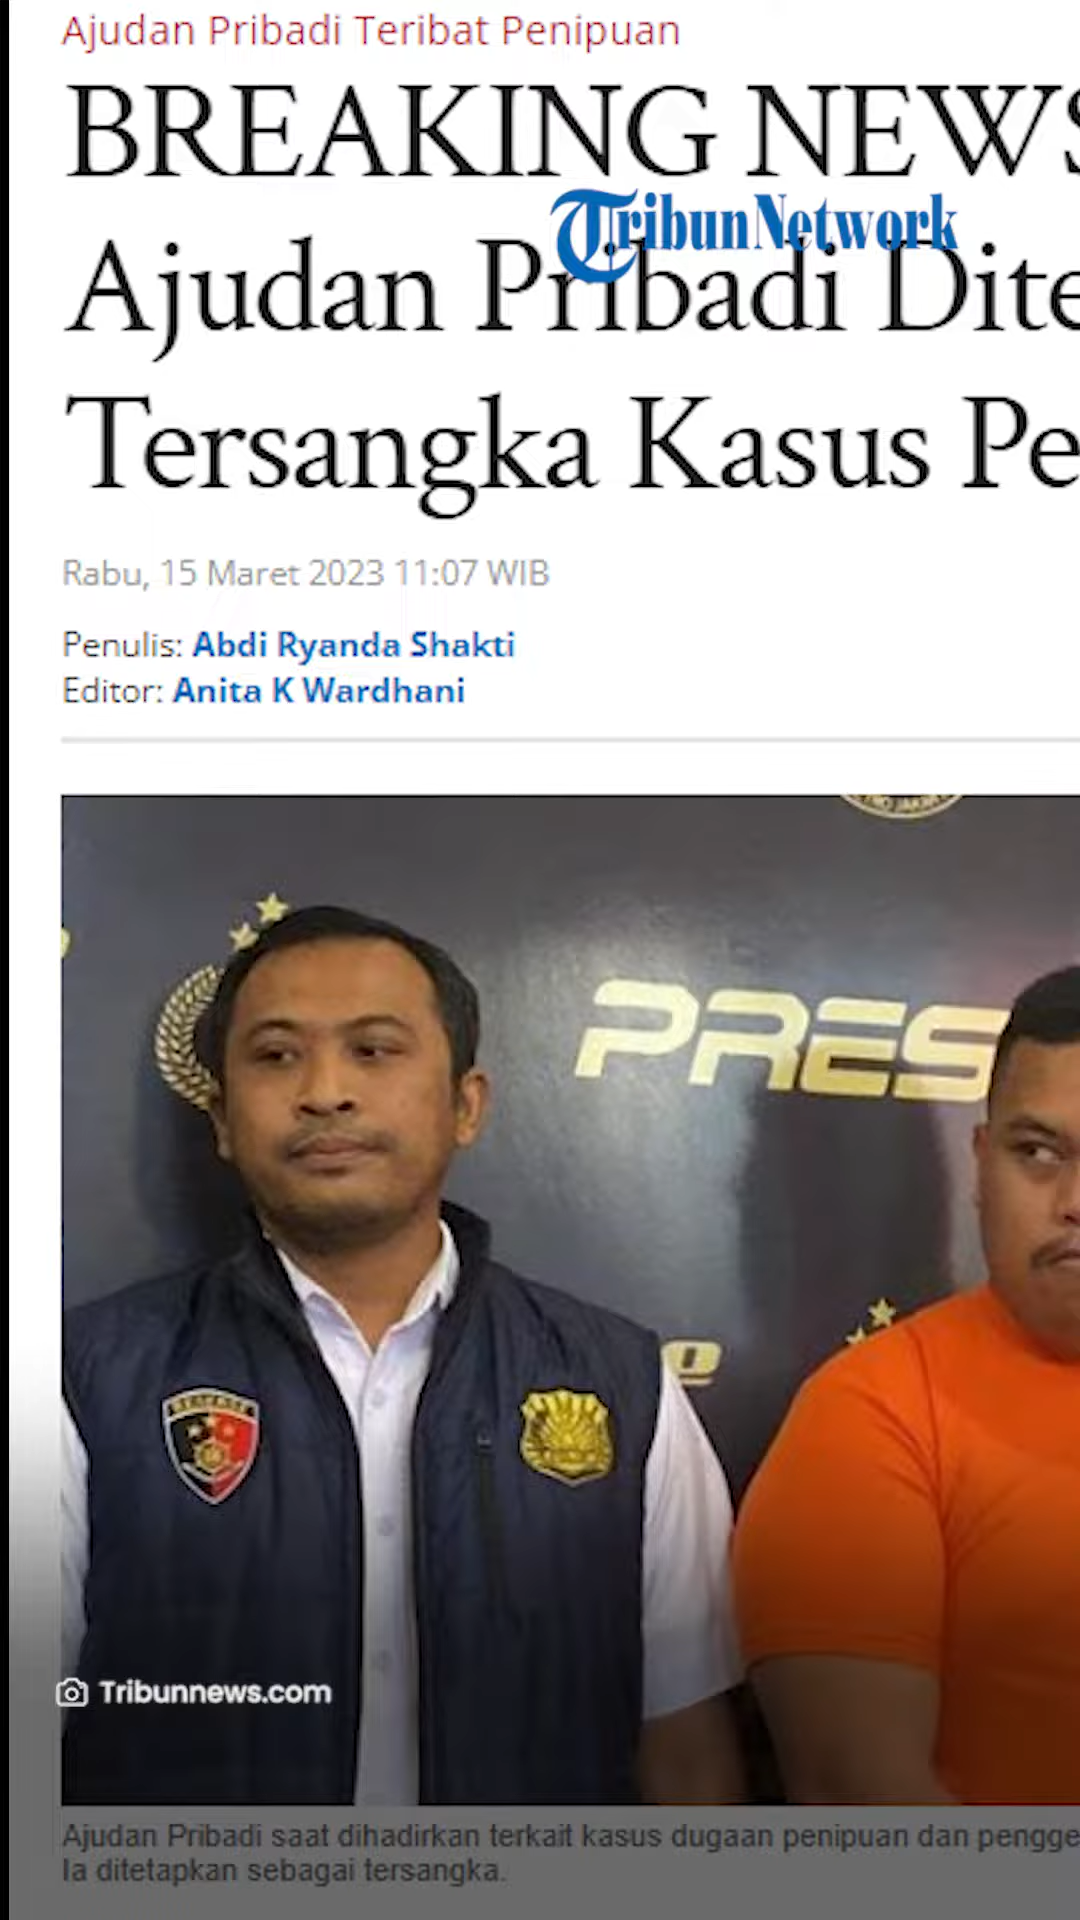 Ajudan Pribadi Teribat Penipuan
BREAKING NEWS
TribunNetwork
Ajudan Pribadi Dite
Tersangka Kasus Pe
Rabu, 15 Maret 2023 11:07 WIB
Penulis: Abdi Ryanda Shakti
Editor: Anita K Wardhani
PRES
Tribunnews.com
Ajudan Pribadi saat dihadirkan terkait kasus dugaan penipuan dan pengge
Ia ditetapkan sebagai tersangka.